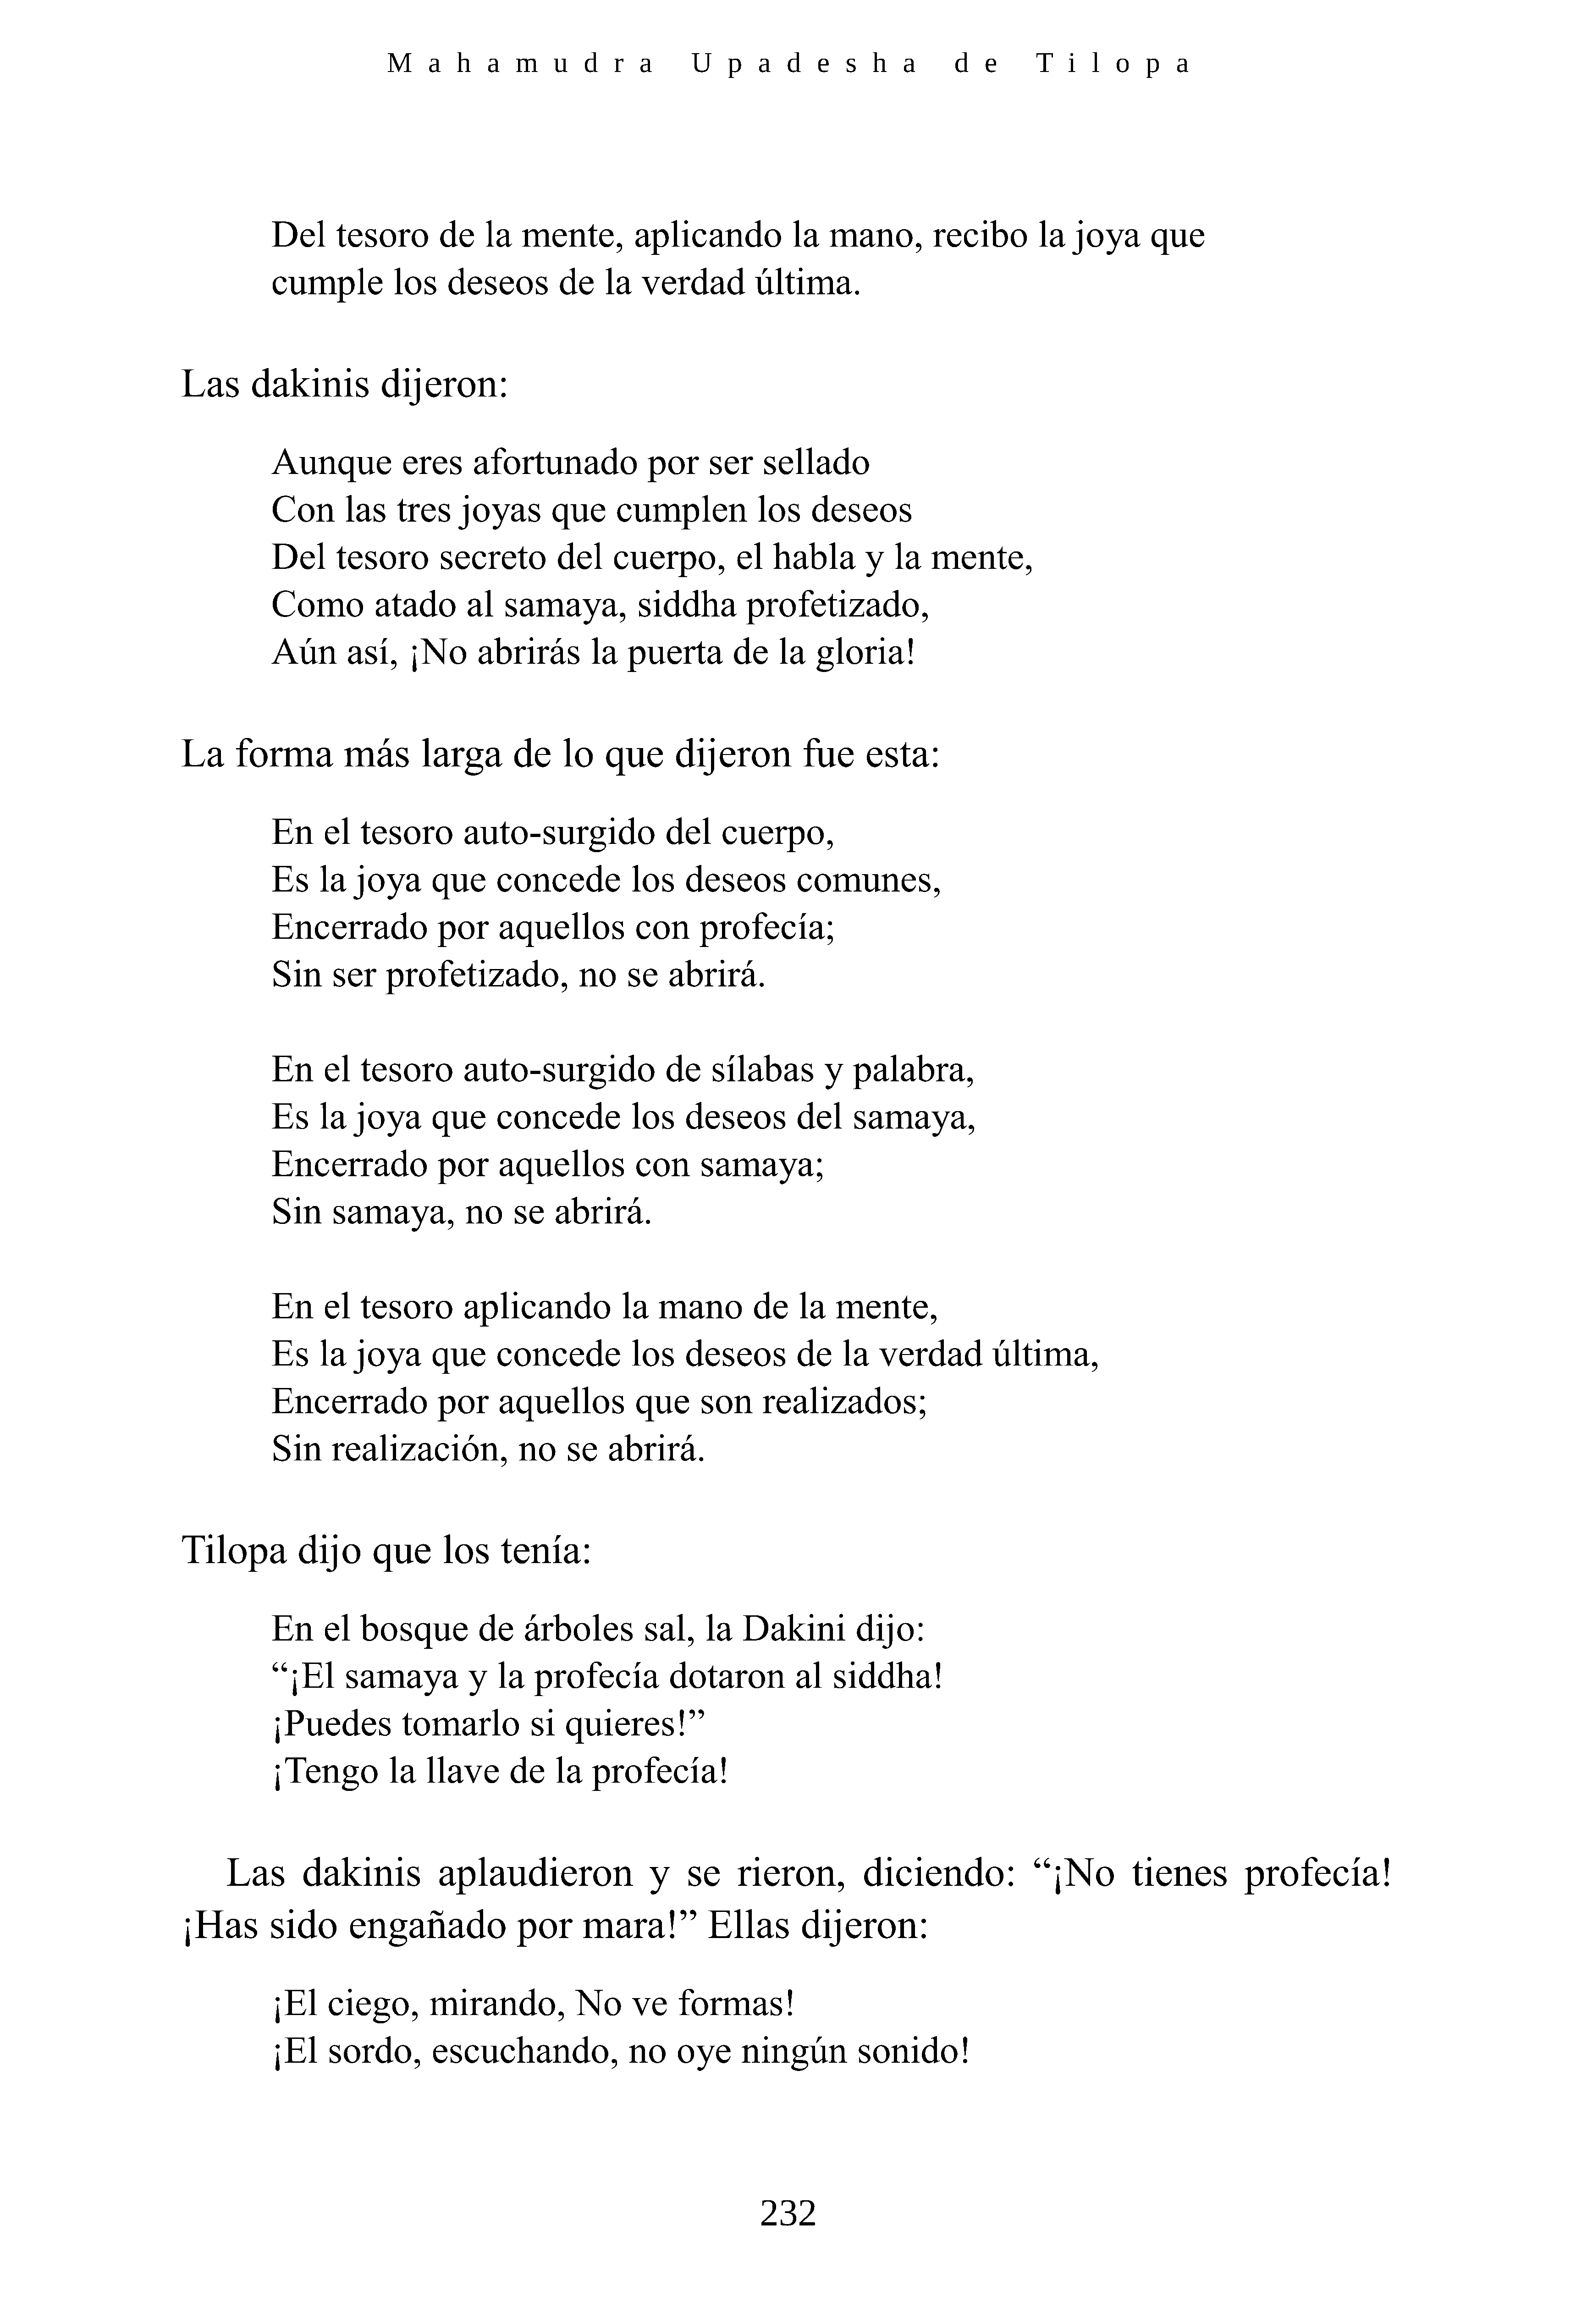 Mahamudra Upadesha de Tilopa
Del tesoro de la mente, aplicando la mano, recibo la joya que
cumple los deseos de la verdad última.
Las dakinis dijeron:
Aunque eres afortunado por ser sellado
Con las tres joyas que cumplen los deseos
Del tesoro secreto del cuerpo, el habla y la mente,
Como atado al samaya, siddha profetizado,
Aún así, ¡No abrirás la puerta de la gloria!
La forma más larga de lo que dijeron fue esta:
En el tesoro auto-surgido del cuerpo,
Es la joya que concede los deseos comunes,
Encerrado por aquellos con profecía;
Sin ser profetizado, no se abrirá.
En el tesoro auto-surgido de sílabas y palabra,
Es la joya que concede los deseos del samaya,
Encerrado por aquellos con samaya;
Sin samaya, no se abrirá.
En el tesoro aplicando la mano de la mente,
Es la joya que concede los deseos de la verdad última,
Encerrado por aquellos que son realizados;
Sin realización, no se abrirá.
Tilopa dijo que los tenía:
En el bosque de árboles sal, la Dakini dijo:
“¡El samaya y la profecía dotaron al siddha!
¡Puedes tomarlo si quieres!”
¡Tengo la llave de la profecía!
Las dakinis aplaudieron y se rieron, diciendo: “¡No tienes profecía!
¡Has sido engañado por mara!” Ellas dijeron:
¡El ciego, mirando, No ve formas!
¡El sordo, escuchando, no oye ningún sonido!
232